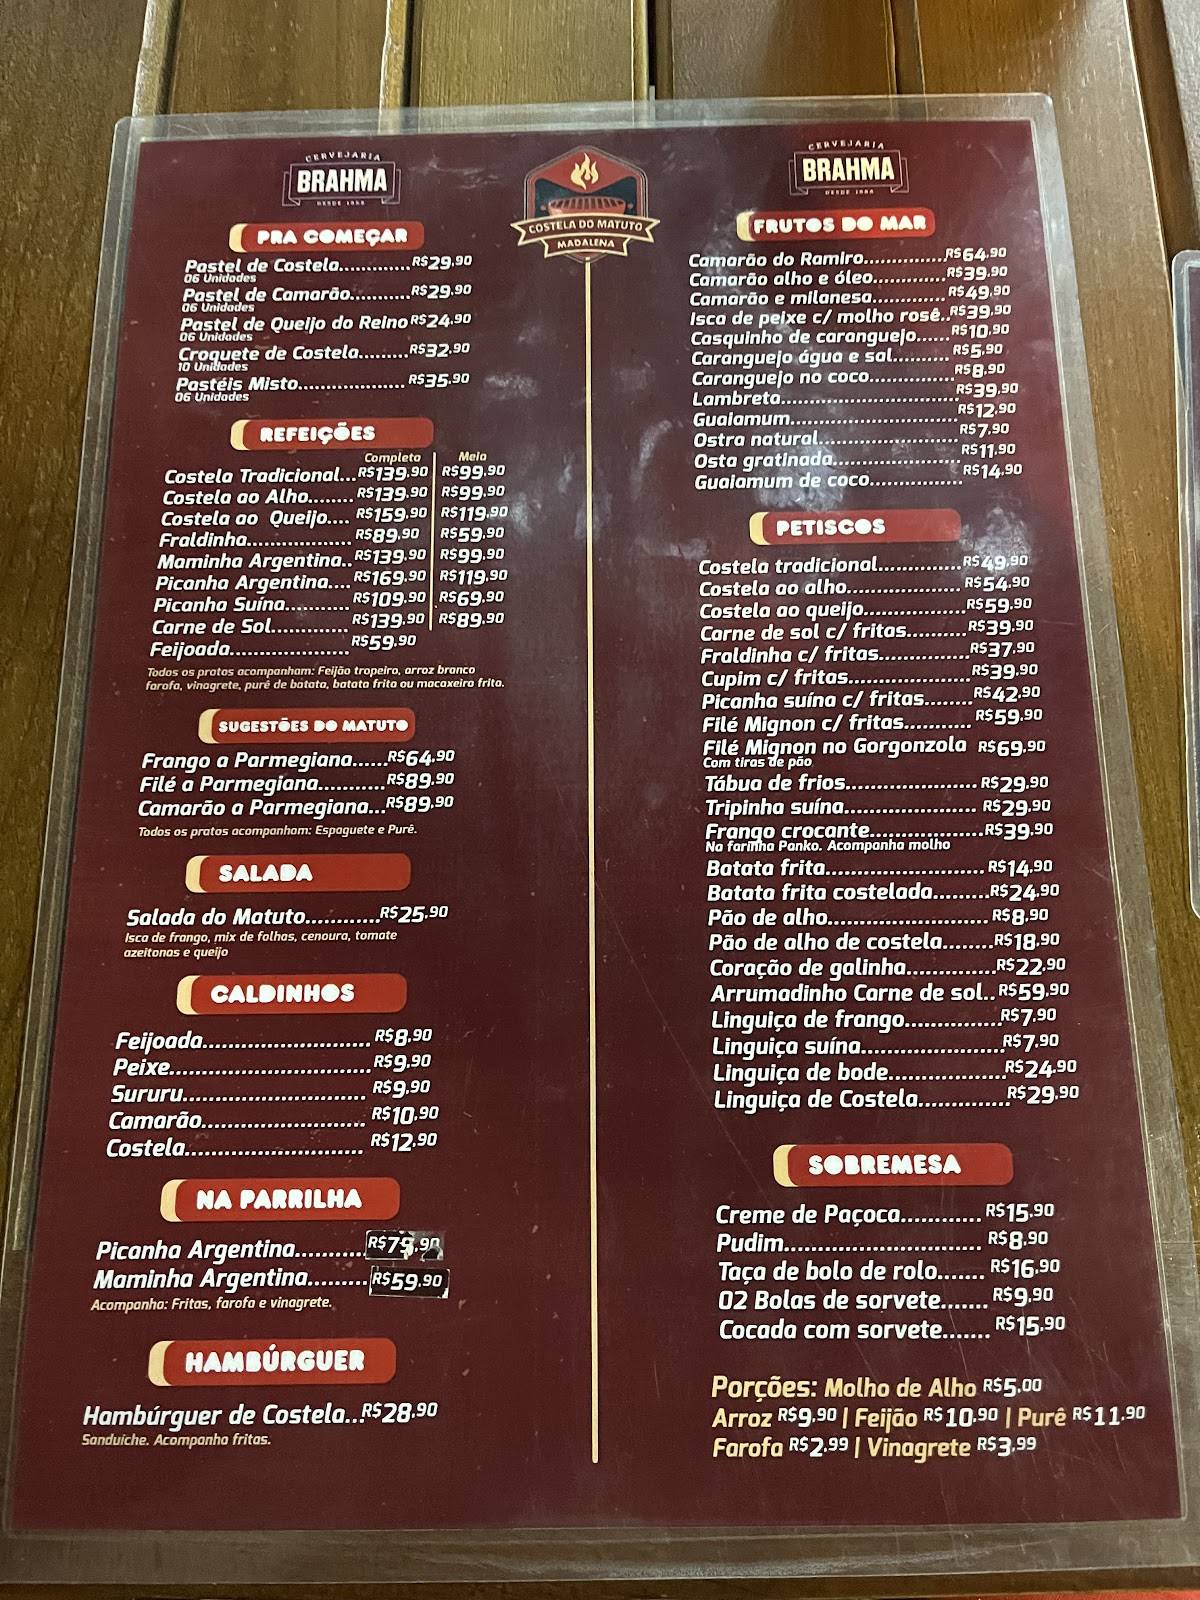 CERVEJARIA
BRAHMA
DESDE 1888
COSTELA DO MATUTO
MADALENA
CERVEJARIA
BRAHMA
DESDE 1888
PRA COMEÇAR
Pastel de Costela.............R$29,90
06 Unidades
Pastel de Camarão...........R$29,90
06 Unidades
Pastel de Queijo do Reino R$24,90
06 Unidades
Croquete de Costela.........R$32,90
10 Unidades
Pastéis Misto................... R$35,90
06 Unidades
REFEIÇÕES
Completa Meia
Costela Tradicional...R$139,90 R$99,90
Costela ao Alho........ R$139,90 R$99,90
Costela ao Queijo.... R$159,90 R$119,90
Fraldinha................... R$89,90 R$59,90
Maminha Argentina..R$139,90 R$99,90
Picanha Argentina.... R$169,90 R$119,90
Picanha Suína........... R$109,90 R$69,90
Carne de Sol............. R$139,90 R$89,90
Feijoada.....................R$59,90
Todos os pratos acompanham: Feijão tropeiro, arroz branco
farofa, vinagrete, purê de batata, batata frita ou macaxeira frita.
SUGESTÕES DO MATUTO
Frango a Parmegiana......R$64,90
Filé a Parmegiana...........R$89,90
Camarão a Parmegiana...R$89,90
Todos os pratos acompanham: Espaguete e Purê.
SALADA
Salada do Matuto............R$25,90
Isca de frango, mix de folhas, cenoura, tomate
azeitonas e queijo
CALDINHOS
Feijoada............................ R$8,90
Peixe................................. R$9,90
Sururu............................... R$9,90
Camarão........................... R$10,90
Costela............................. R$12,90
NA PARRILHA
Picanha Argentina..........R$79,90
Maminha Argentina.........R$59,90
Acompanha: Fritas, farofa e vinagrete.
HAMBÚRGUER
Hambúrguer de Costela...R$28,90
Sanduiche. Acompanha fritas.
FRUTOS DO MAR
Camarão do Ramiro...............R$64,90
Camarão alho e óleo.............R$39,90
Camarão e milanesa............. R$49,90
Isca de peixe c/ molho rosê..R$39,90
Casquinho de caranguejo...... R$10,90
Caranguejo água e sal.......... R$5,90
Caranguejo no coco...............R$8,90
Lambreta................................R$39,90
Guaiamum..............................R$12,90
Ostra natural.........................R$7,90
Osta gratinada.......................R$11,90
Guaiamum de coco................R$14,90
PETISCOS
Costela tradicional...............R$49,90
Costela ao alho.................... R$54,90
Costela ao queijo..................R$59,90
Carne de sol c/ fritas...........R$39,90
Fraldinha c/ fritas................R$37,90
Cupim c/ fritas......................R$39,90
Picanha suína c/ fritas........R$42,90
Filé Mignon c/ fritas............ R$59,90
Filé Mignon no Gorgonzola R$69,90
Com tiras de pão
Tábua de frios...................... R$29,90
Tripinha suína....................... R$29,90
Frango crocante...................R$39,90
Na farinha Panko. Acompanha molho
Batata frita........................... R$14,90
Batata frita costelada..........R$24,90
Pão de alho............................ R$8,90
Pão de alho de costela.........R$18,90
Coração de galinha...............R$22,90
Arrumadinho Carne de sol.. R$59,90
Linguiça de frango................R$7,90
Linguiça suína.......................R$7,90
Linguiça de bode...................R$24,90
Linguiça de Costela..............R$29,90
SOBREMESA
Creme de Paçoca............ R$15,90
Pudim.............................. R$8,90
Taça de bolo de rolo....... R$16,90
02 Bolas de sorvete....... R$9,90
Cocada com sorvete....... R$15,90
Porções: Molho de Alho R$5,00
Arroz R$9,90 | Feijão R$10,90 | Purê R$11,90
Farofa R$2,99 | Vinagrete R$3,99